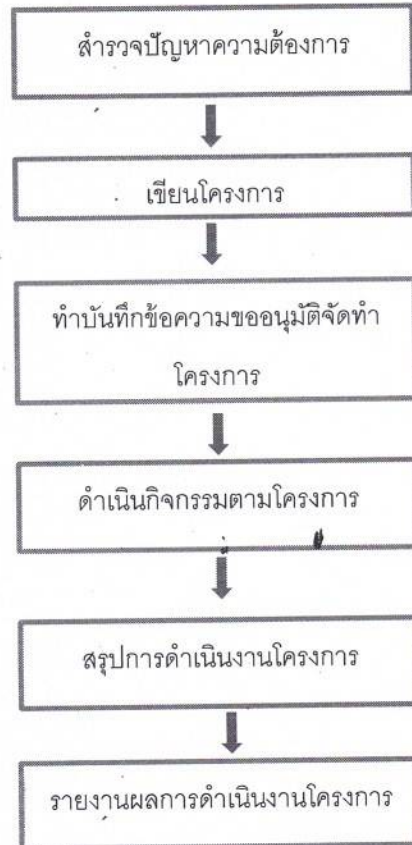 สำรวจปัญหาความต้องการ
เขียนโครงการ
ทำบันทึกข้อความขออนุมัติจัดทำ
โครงการ
ดำเนินกิจกรรมตามโครงการ
สรุปการดำเนินงานโครงการ
รายงานผลการดำเนินงานโครงการ